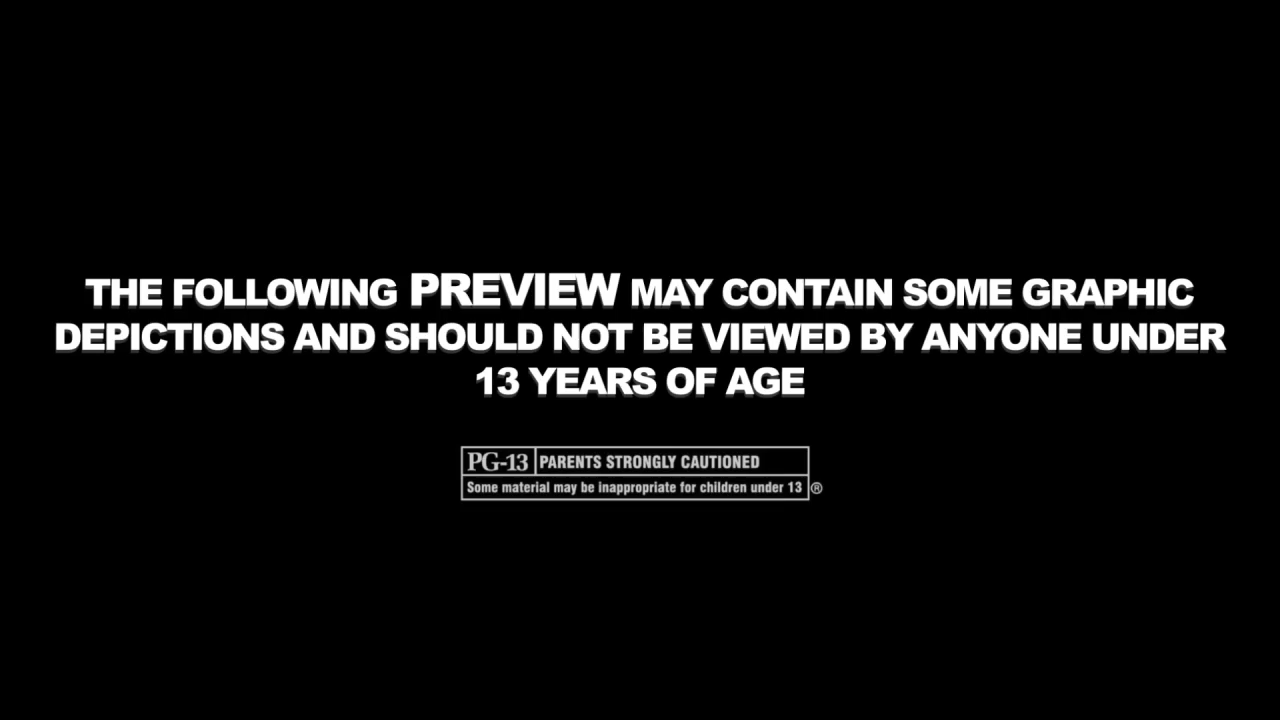 THE FOLLOWING PREVIEW MAY CONTAIN SOME GRAPHIC
DEPICTIONS AND SHOULD NOT BE VIEWED BY ANYONE UNDER
13 YEARS OF AGE
PG-13 PARENTS STRONGLY CAUTIONED
Some material may be inappropriate for children under 13 ®